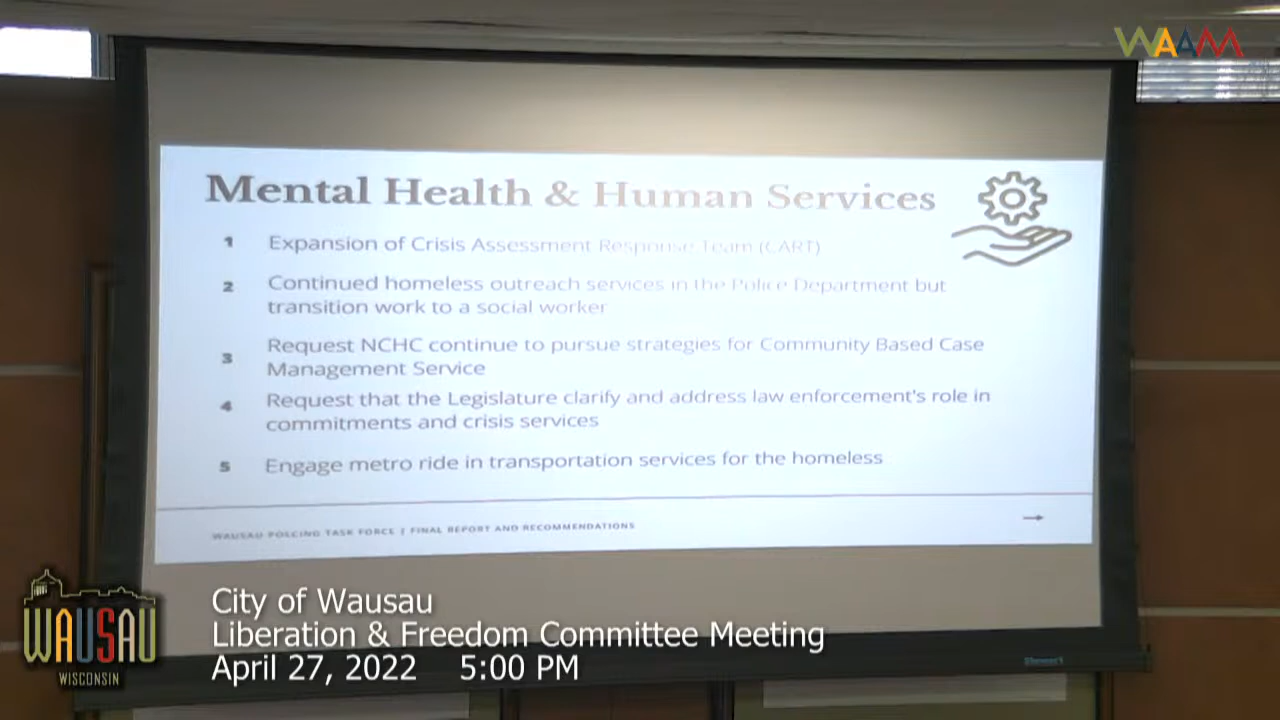 WAAM
Mental Health & Human Services
1 Expansion of Crisis Assessment Response Team (CART)
2 Continued homeless outreach services in the Police Department but
transition work to a social worker
3 Request NCHC continue to pursue strategies for Community Based Case
Management Service
4 Request that the Legislature clarify and address law enforcement's role in
commitments and crisis services
5 Engage metro ride in transportation services for the homeless
WAUSAU POLICING TASK FORCE | FINAL REPORT AND RECOMMENDATIONS
WAUSAU
WISCONSIN
City of Wausau
Liberation & Freedom Committee Meeting
April 27, 2022 5:00 PM